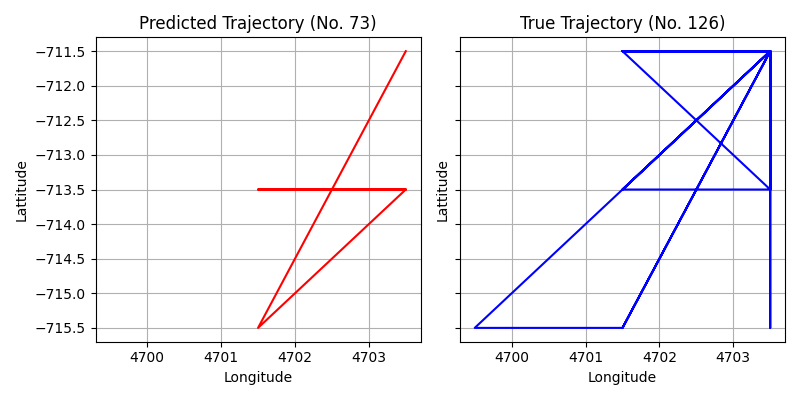 Predicted Trajectory (No. 73)
True Trajectory (No. 126)
−711.5
−712.0
−712.5
−713.0
−713.5
−714.0
−714.5
−715.0
−715.5
Lattitude
Lattitude
4700
4701
4702
4703
4700
4701
4702
4703
Longitude
Longitude